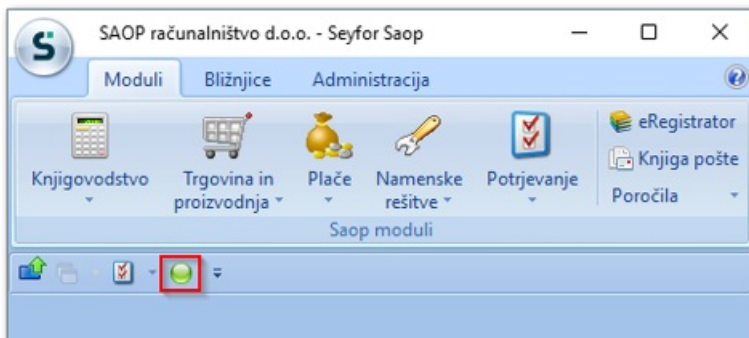 S
SAOP računalništvo d.o.o. - Seyfor Saop
Moduli
Bližnjice
Administracija
Knjigovodstvo
Trgovina in
proizvodnja
Plače
Namenske
rešitve
Potrjevanje
eRegistrator
Knjiga pošte
Poročila
Saop moduli